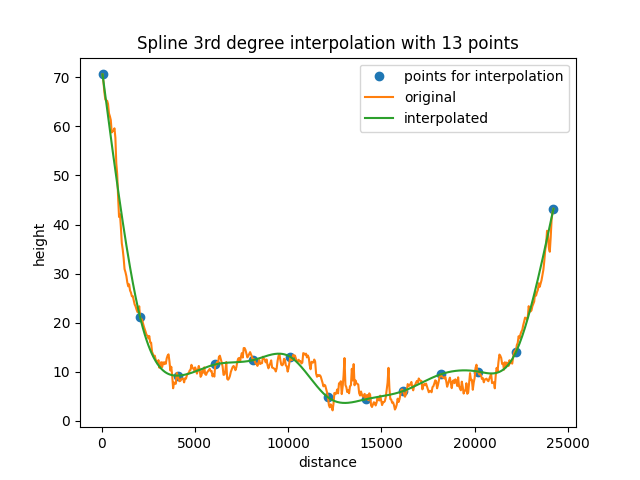 Spline 3rd degree interpolation with 13 points
points for interpolation
original
interpolated
height
70
60
50
40
30
20
10
0
0 5000 10000 15000 20000 25000
distance